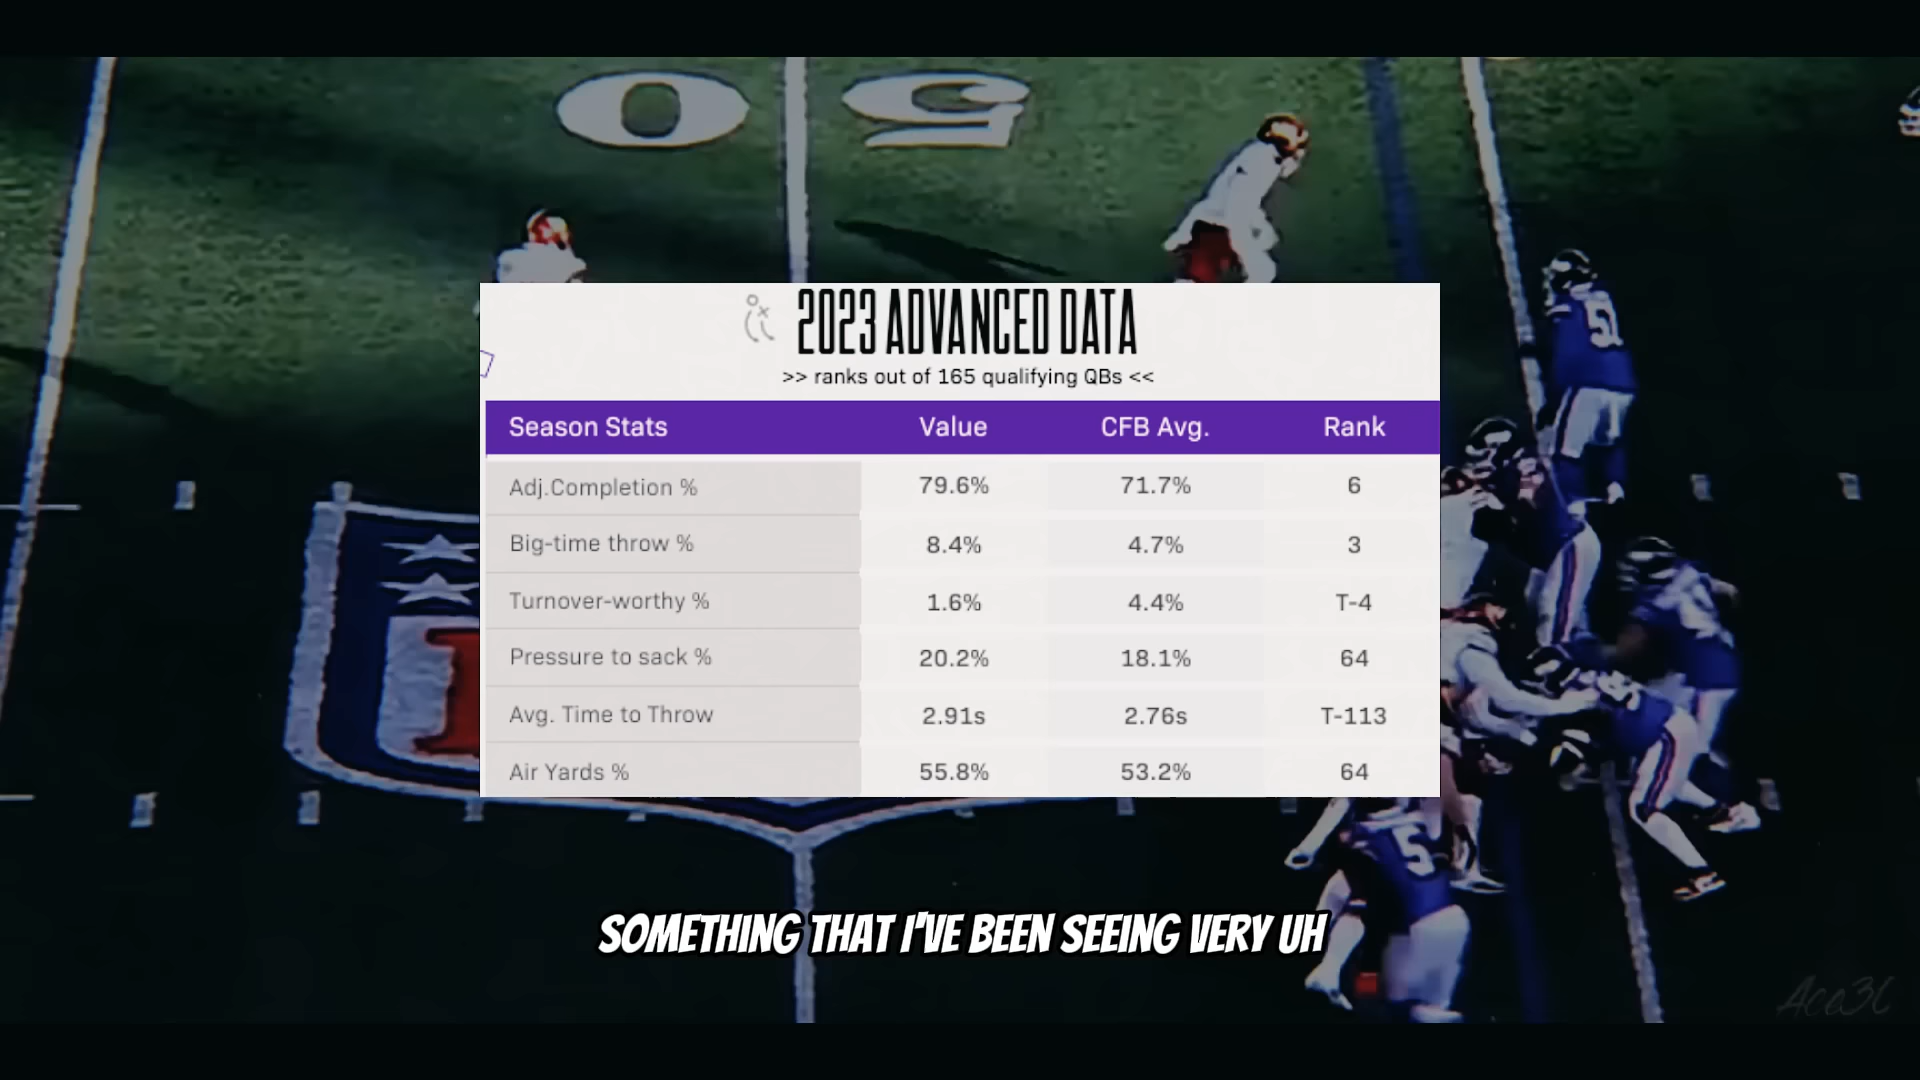 50
51
2023 ADVANCED DATA
>> ranks out of 165 qualifying QBs <<
Season Stats Value CFB Avg. Rank
Adj.Completion % 79.6% 71.7% 6
Big-time throw % 8.4% 4.7% 3
Turnover-worthy % 1.6% 4.4% T-4
Pressure to sack % 20.2% 18.1% 64
Avg. Time to Throw 2.91s 2.76s T-113
Air Yards % 55.8% 53.2% 64
5
SOMETHING THAT I'VE BEEN SEEING VERY UH